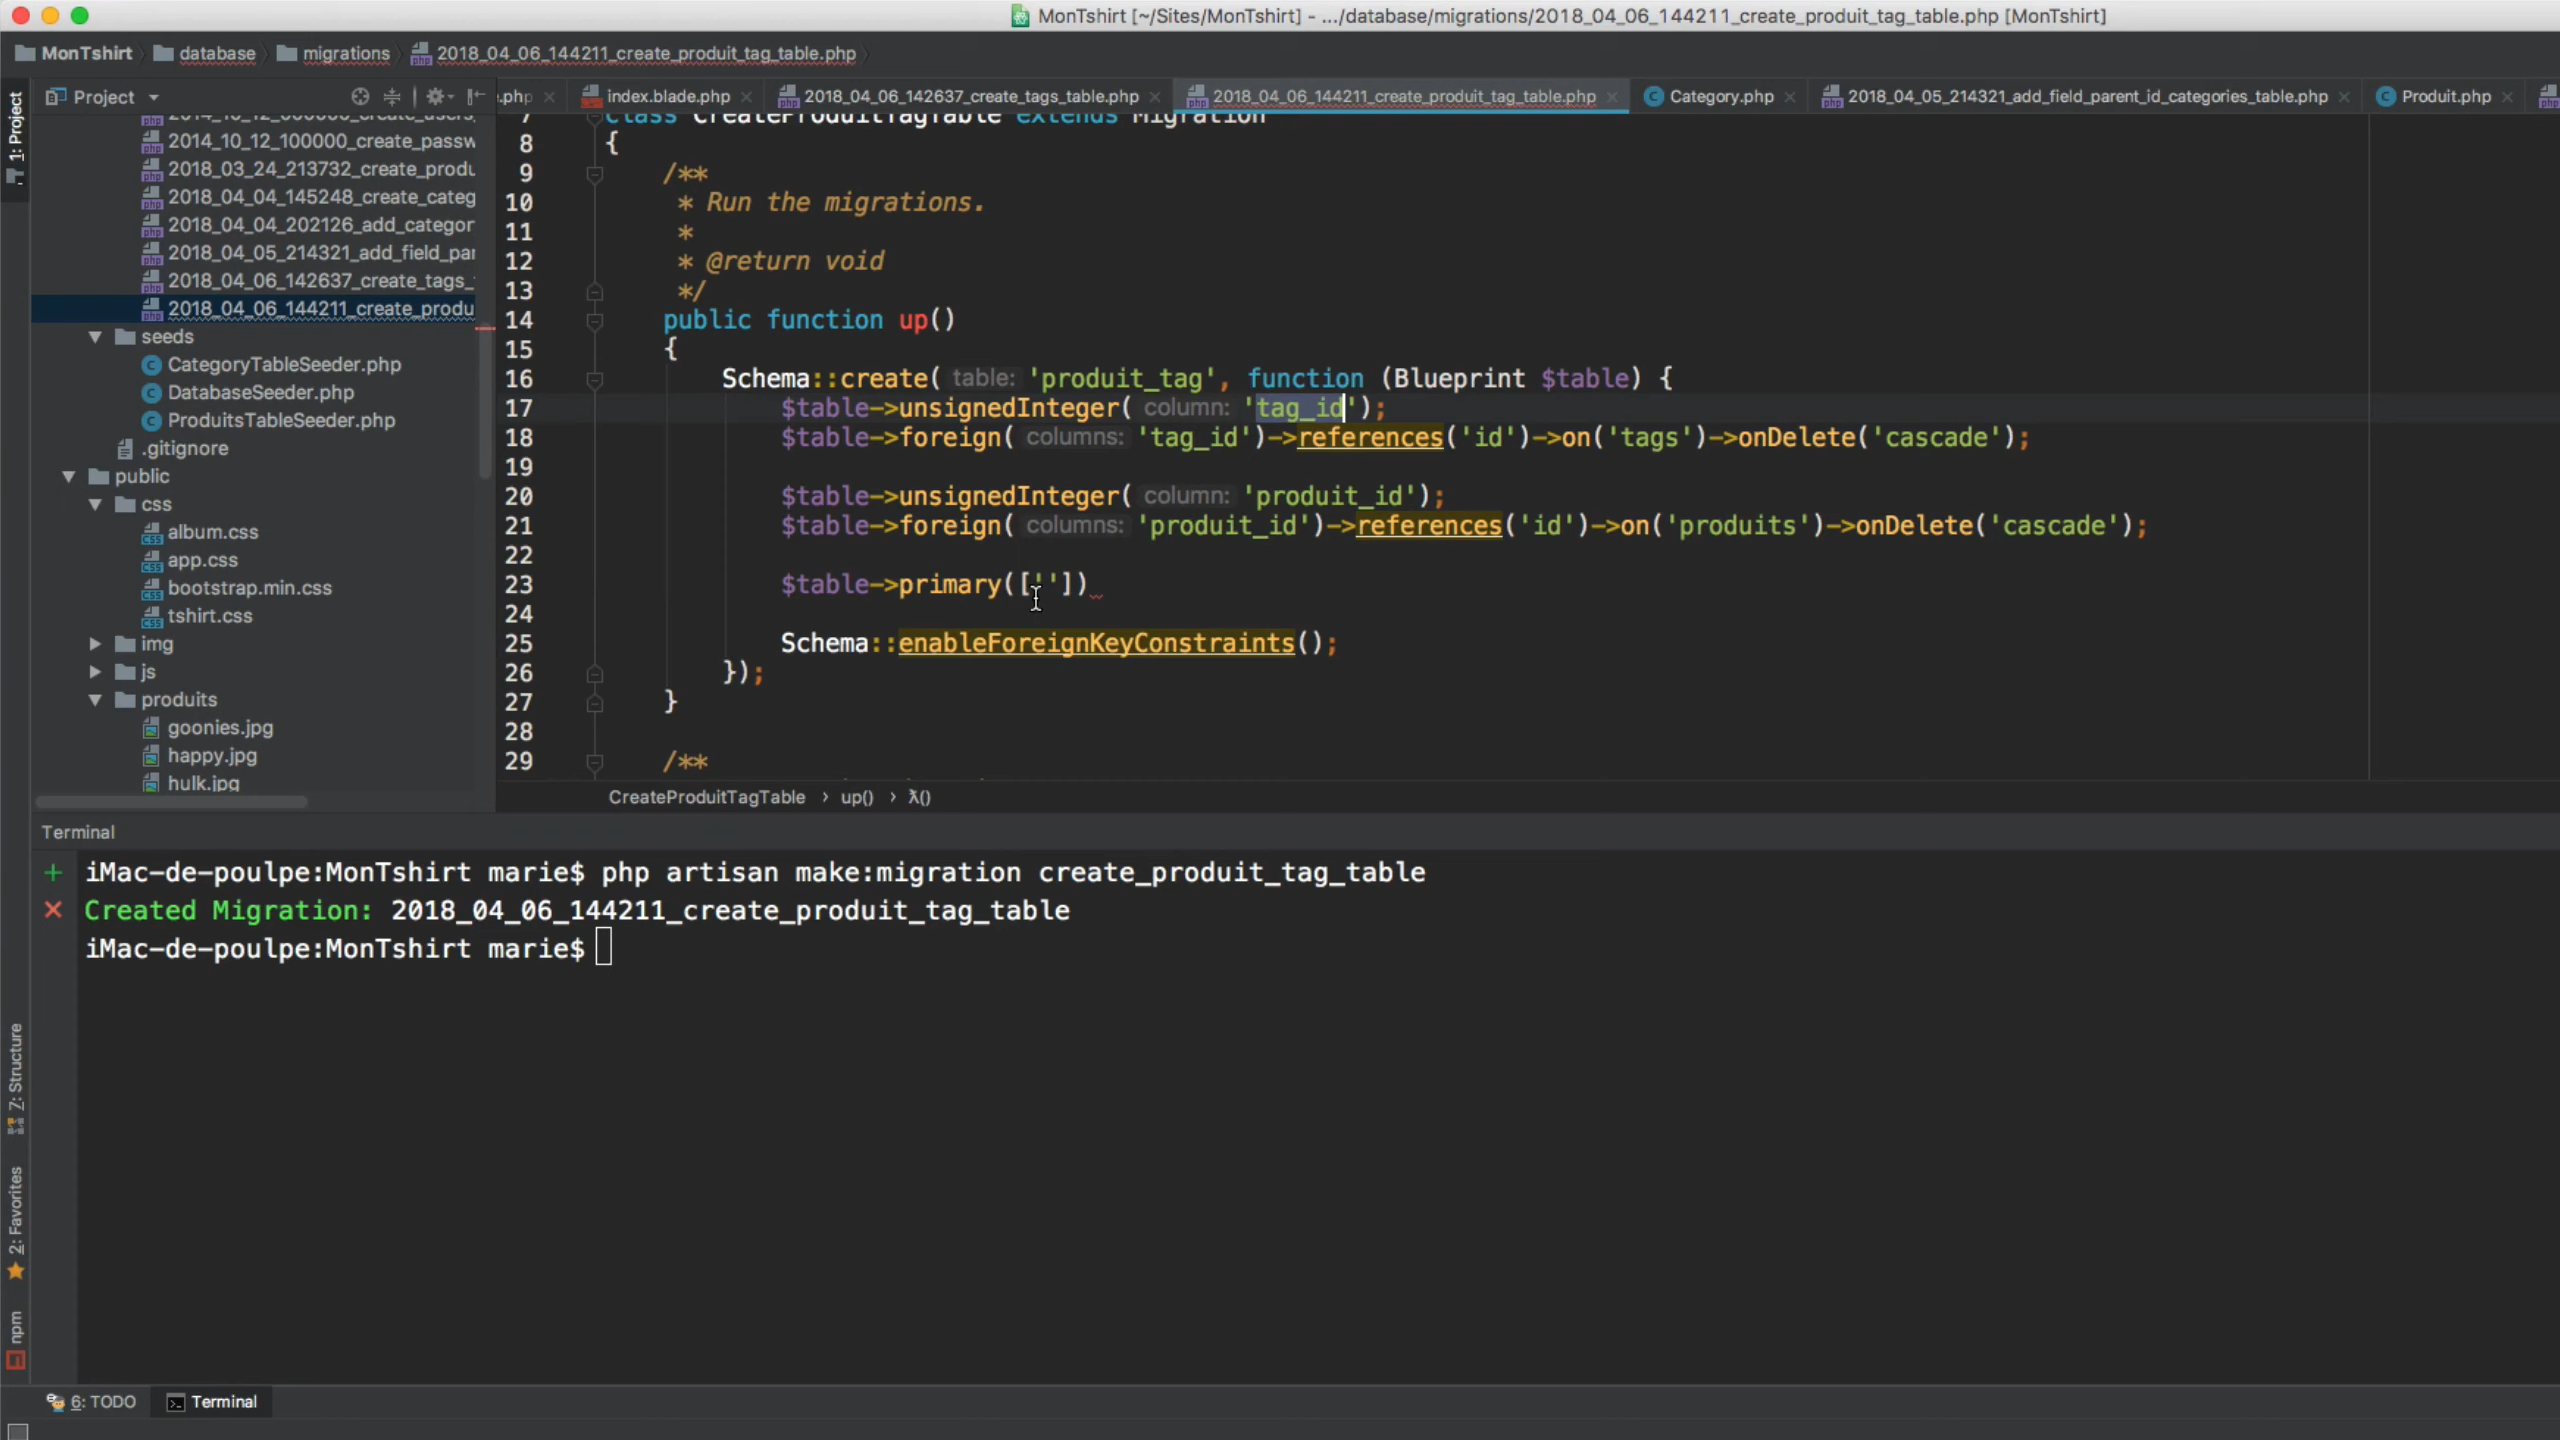 MonTshirt [~/Sites/MonTshirt] - .../database/migrations/2018_04_06_144211_create_produit_tag_table.php [MonTshirt]
MonTshirt database migrations 2018_04_06_144211_create_produit_tag_table.php
1: Project
Project
.php
index.blade.php
2018_04_06_142637_create_tags_table.php
2018_04_06_144211_create_produit_tag_table.php
Category.php
2018_04_05_214321_add_field_parent_id_categories_table.php
Produit.php
2014_10_12_000000_create_users
2014_10_12_100000_create_passw
2018_03_24_213732_create_produ
2018_04_04_145248_create_categ
2018_04_04_202126_add_categor
2018_04_05_214321_add_field_par
2018_04_06_142637_create_tags_
2018_04_06_144211_create_produ
seeds
CategoryTableSeeder.php
DatabaseSeeder.php
ProduitsTableSeeder.php
.gitignore
public
css
album.css
app.css
bootstrap.min.css
tshirt.css
img
js
produits
goonies.jpg
happy.jpg
hulk.jpg
7 class CreateProduitTagTable extends Migration
8 {
9 /**
10 * Run the migrations.
11 *
12 * @return void
13 */
14 public function up()
15 {
16 Schema::create( table: 'produit_tag', function (Blueprint $table) {
17 $table->unsignedInteger( column: 'tag_id');
18 $table->foreign( columns: 'tag_id')->references('id')->on('tags')->onDelete('cascade');
19
20 $table->unsignedInteger( column: 'produit_id');
21 $table->foreign( columns: 'produit_id')->references('id')->on('produits')->onDelete('cascade');
22
23 $table->primary([''])
24
25 Schema::enableForeignKeyConstraints();
26 });
27 }
28
29 /**
CreateProduitTagTable › up() › λ()
Terminal
iMac-de-poulpe:MonTshirt marie$ php artisan make:migration create_produit_tag_table
Created Migration: 2018_04_06_144211_create_produit_tag_table
iMac-de-poulpe:MonTshirt marie$
7: Structure
2: Favorites
npm
6: TODO
Terminal